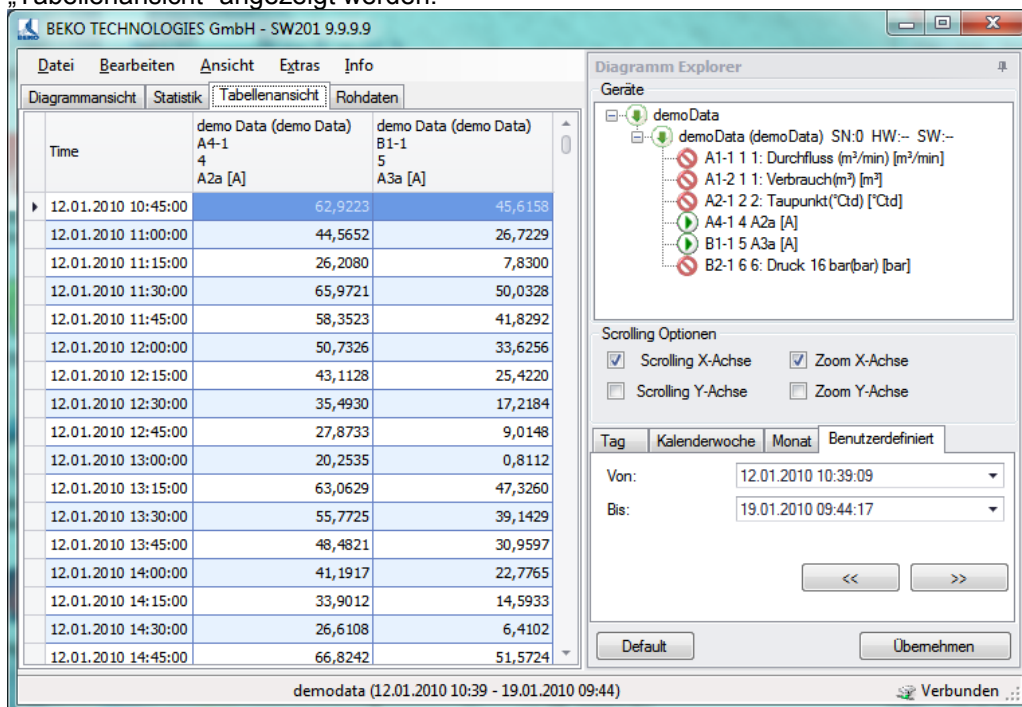 „Tabellenansicht“ angezeigt werden.
BEKO TECHNOLOGIES GmbH - SW201 9.9.9.9
Datei Bearbeiten Ansicht Extras Info
Diagrammansicht Statistik Tabellenansicht Rohdaten
Time
demo Data (demo Data)
A4-1
4
A2a [A]
demo Data (demo Data)
B1-1
5
A3a [A]
12.01.2010 10:45:00 62,9223 45,6158
12.01.2010 11:00:00 44,5652 26,7229
12.01.2010 11:15:00 26,2080 7,8300
12.01.2010 11:30:00 65,9721 50,0328
12.01.2010 11:45:00 58,3523 41,8292
12.01.2010 12:00:00 50,7326 33,6256
12.01.2010 12:15:00 43,1128 25,4220
12.01.2010 12:30:00 35,4930 17,2184
12.01.2010 12:45:00 27,8733 9,0148
12.01.2010 13:00:00 20,2535 0,8112
12.01.2010 13:15:00 63,0629 47,3260
12.01.2010 13:30:00 55,7725 39,1429
12.01.2010 13:45:00 48,4821 30,9597
12.01.2010 14:00:00 41,1917 22,7765
12.01.2010 14:15:00 33,9012 14,5933
12.01.2010 14:30:00 26,6108 6,4102
12.01.2010 14:45:00 66,8242 51,5724
Diagramm Explorer
Geräte
demoData
demoData (demoData) SN:0 HW:-- SW:--
A1-1 1 1: Durchfluss (m³/min) [m³/min]
A1-2 1 1: Verbrauch(m³) [m³]
A2-1 2 2: Taupunkt(°Ctd) [°Ctd]
A4-1 4 A2a [A]
B1-1 5 A3a [A]
B2-1 6 6: Druck 16 bar(bar) [bar]
Scrolling Optionen
Scrolling X-Achse Zoom X-Achse
Scrolling Y-Achse Zoom Y-Achse
Tag Kalenderwoche Monat Benutzerdefiniert
Von: 12.01.2010 10:39:09
Bis: 19.01.2010 09:44:17
<< >>
Default Übernehmen
demodata (12.01.2010 10:39 - 19.01.2010 09:44) Verbunden